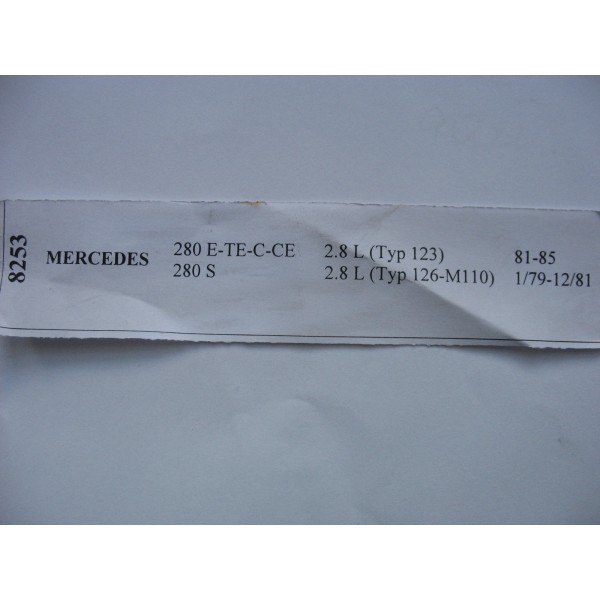 8253
MERCEDES
280 E-TE-C-CE 2.8 L (Typ 123) 81-85
280 S 2.8 L (Typ 126-M110) 1/79-12/81